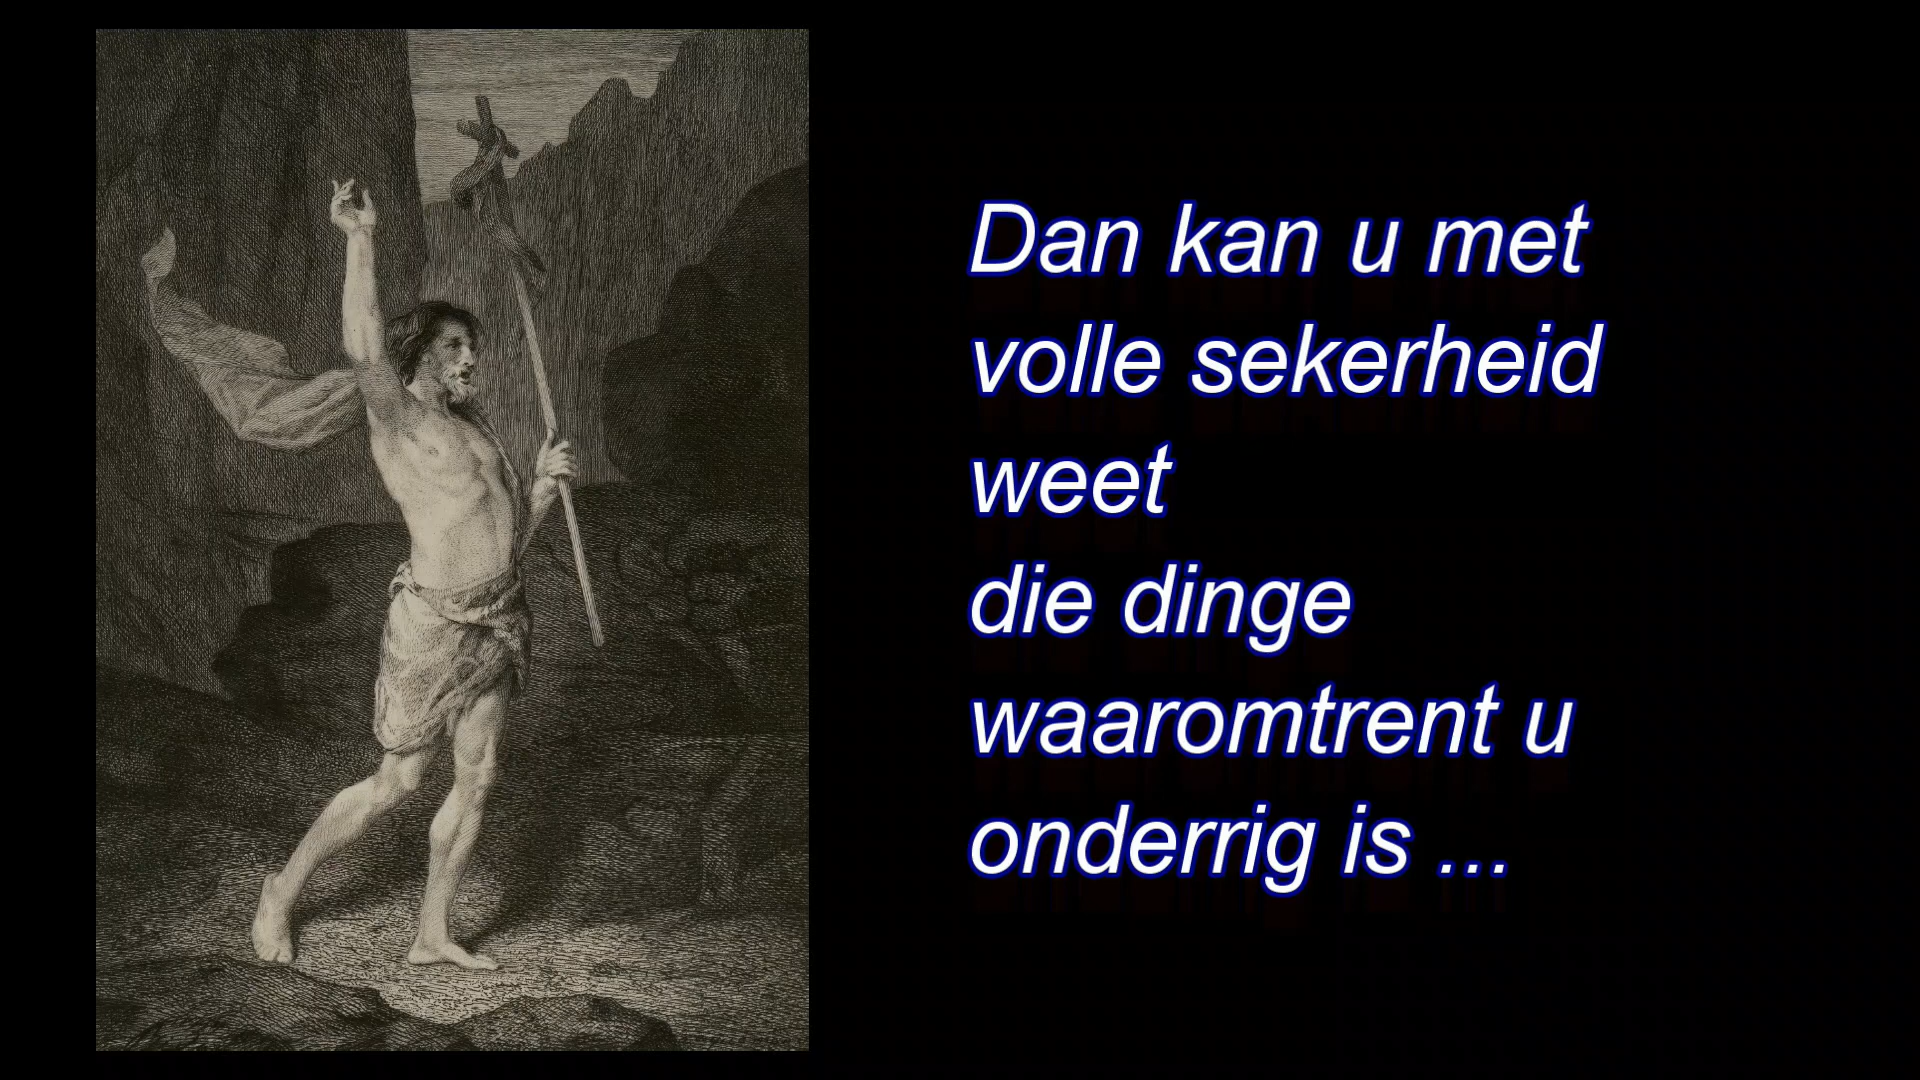 Dan kan u met
volle sekerheid
weet
die dinge
waaromtrent u
onderrig is ...